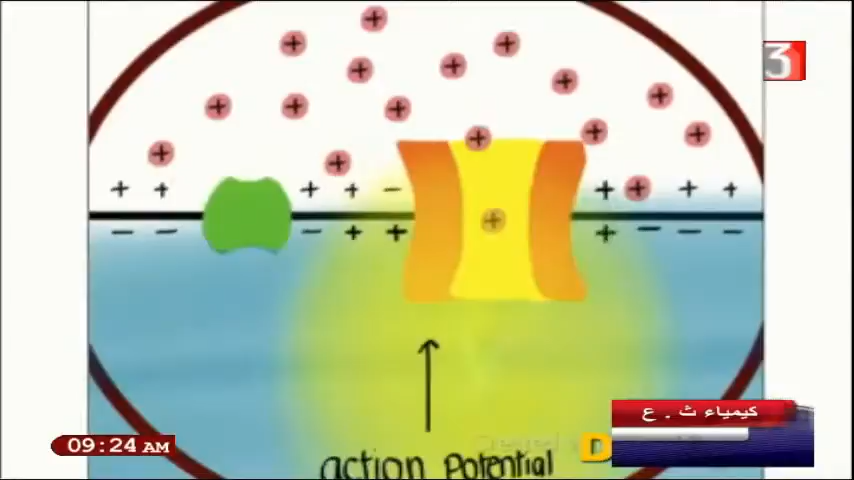 3
+ + + + - + + +
- - - + + + - - -
action potential
كيمياء ث . ع
09:24 AM
D